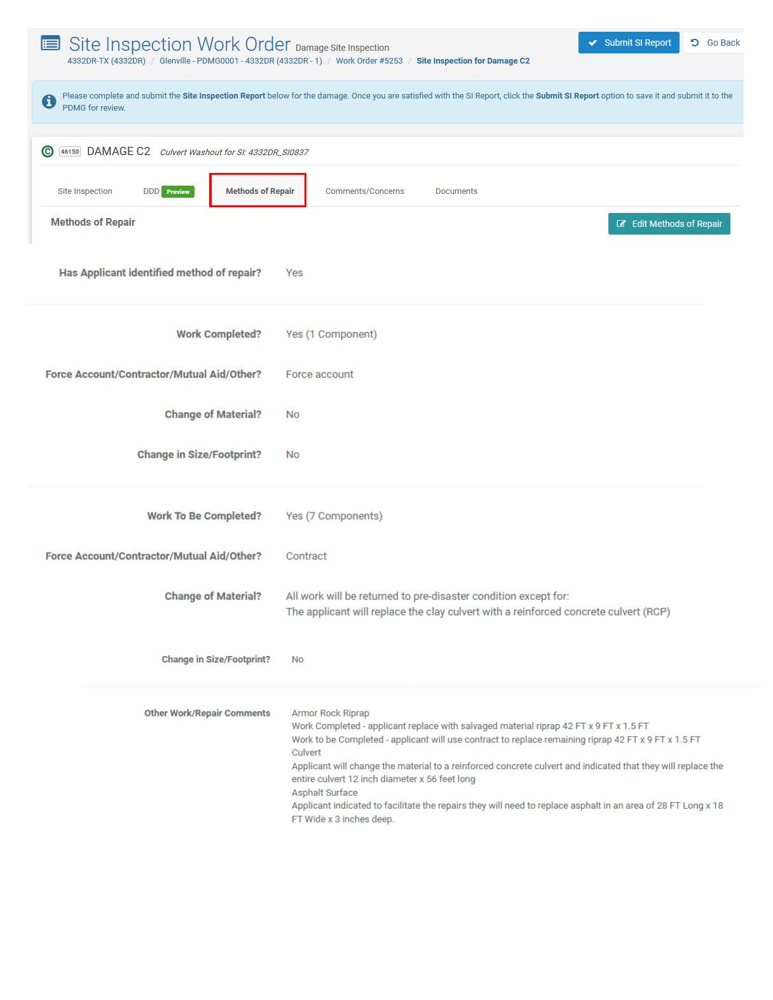 Site Inspection Work Order Damage Site Inspection
Submit SI Report
Go Back
4332DR-TX (4332DR) / Glenville - PDMG0001 - 4332DR (4332DR - 1) / Work Order #5253 / Site Inspection for Damage C2
Please complete and submit the Site Inspection Report below for the damage. Once you are satisfied with the SI Report, click the Submit SI Report option to save it and submit it to the
PDMG for review.
46150 DAMAGE C2 Culvert Washout for SI: 4332DR_SI0837
Site Inspection DDD Preview Methods of Repair Comments/Concerns Documents
Methods of Repair
Edit Methods of Repair
Has Applicant identified method of repair? Yes
Work Completed? Yes (1 Component)
Force Account/Contractor/Mutual Aid/Other? Force account
Change of Material? No
Change in Size/Footprint? No
Work To Be Completed? Yes (7 Components)
Force Account/Contractor/Mutual Aid/Other? Contract
Change of Material? All work will be returned to pre-disaster condition except for:
The applicant will replace the clay culvert with a reinforced concrete culvert (RCP)
Change in Size/Footprint? No
Other Work/Repair Comments Armor Rock Riprap
Work Completed - applicant replace with salvaged material riprap 42 FT x 9 FT x 1.5 FT
Work to be Completed - applicant will use contract to replace remaining riprap 42 FT x 9 FT x 1.5 FT
Culvert
Applicant will change the material to a reinforced concrete culvert and indicated that they will replace the
entire culvert 12 inch diameter x 56 feet long
Asphalt Surface
Applicant indicated to facilitate the repairs they will need to replace asphalt in an area of 28 FT Long x 18
FT Wide x 3 inches deep.